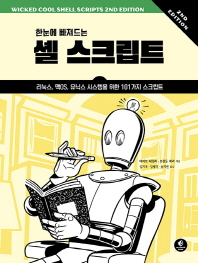 WICKED COOL SHELL SCRIPTS 2ND EDITION
2ND EDITION
한눈에 빠져드는
셸 스크립트
리눅스, 맥OS, 유닉스 시스템을 위한 101가지 스크립트